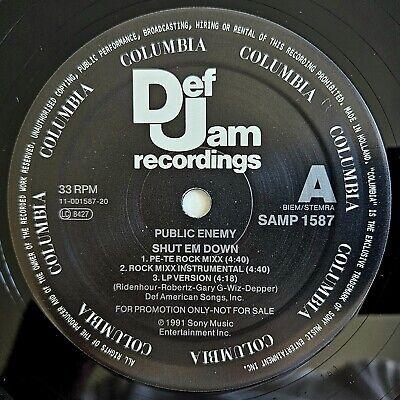 ALL RIGHTS OF THE PRODUCER AND OF THE OWNER OF THE RECORDED WORK RESERVED. UNAUTHORISED COPYING, PUBLIC PERFORMANCE, BROADCASTING, HIRING OR RENTAL OF THIS RECORDING PROHIBITED. MADE IN HOLLAND. "COLUMBIA" IS THE EXCLUSIVE TRADEMARK OF SONY MUSIC ENTERTAINMENT INC.
COLUMBIA COLUMBIA COLUMBIA COLUMBIA COLUMBIA COLUMBIA COLUMBIA COLUMBIA
Def
Jam
recordings
33 RPM
11-001587-20
LC 8427
A
BIEM/STEMRA
SAMP 1587
PUBLIC ENEMY
SHUT EM DOWN
1. PE-TE ROCK MIXX (4:40)
2. ROCK MIXX INSTRUMENTAL (4:40)
3. LP VERSION (4:18)
(Ridenhour-Robertz-Gary G-Wiz-Depper)
Def American Songs, Inc.
FOR PROMOTION ONLY-NOT FOR SALE
℗ 1991 Sony Music
Entertainment Inc.